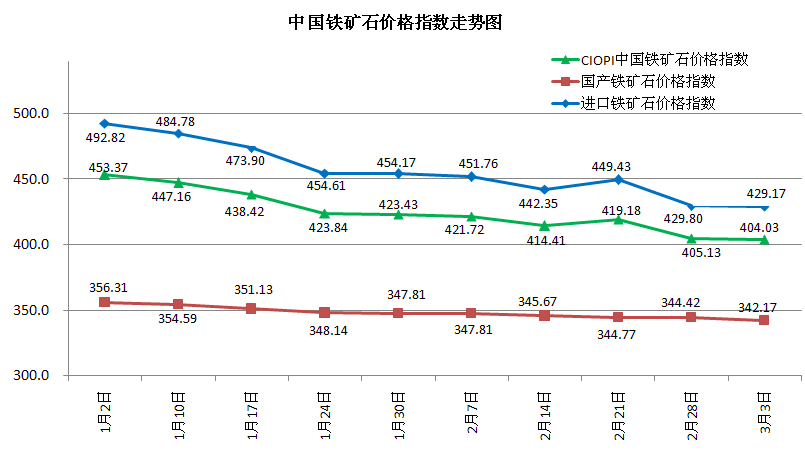 中国铁矿石价格指数走势图
CIOPI中国铁矿石价格指数
国产铁矿石价格指数
进口铁矿石价格指数
500.0
450.0
400.0
350.0
300.0
492.82
484.78
473.90
454.61
454.17
451.76
442.35
449.43
429.80
429.17
453.37
447.16
438.42
423.84
423.43
421.72
414.41
419.18
405.13
404.03
356.31
354.59
351.13
348.14
347.81
347.81
345.67
344.77
344.42
342.17
1月2日
1月10日
1月17日
1月24日
1月30日
2月7日
2月14日
2月21日
2月28日
3月3日